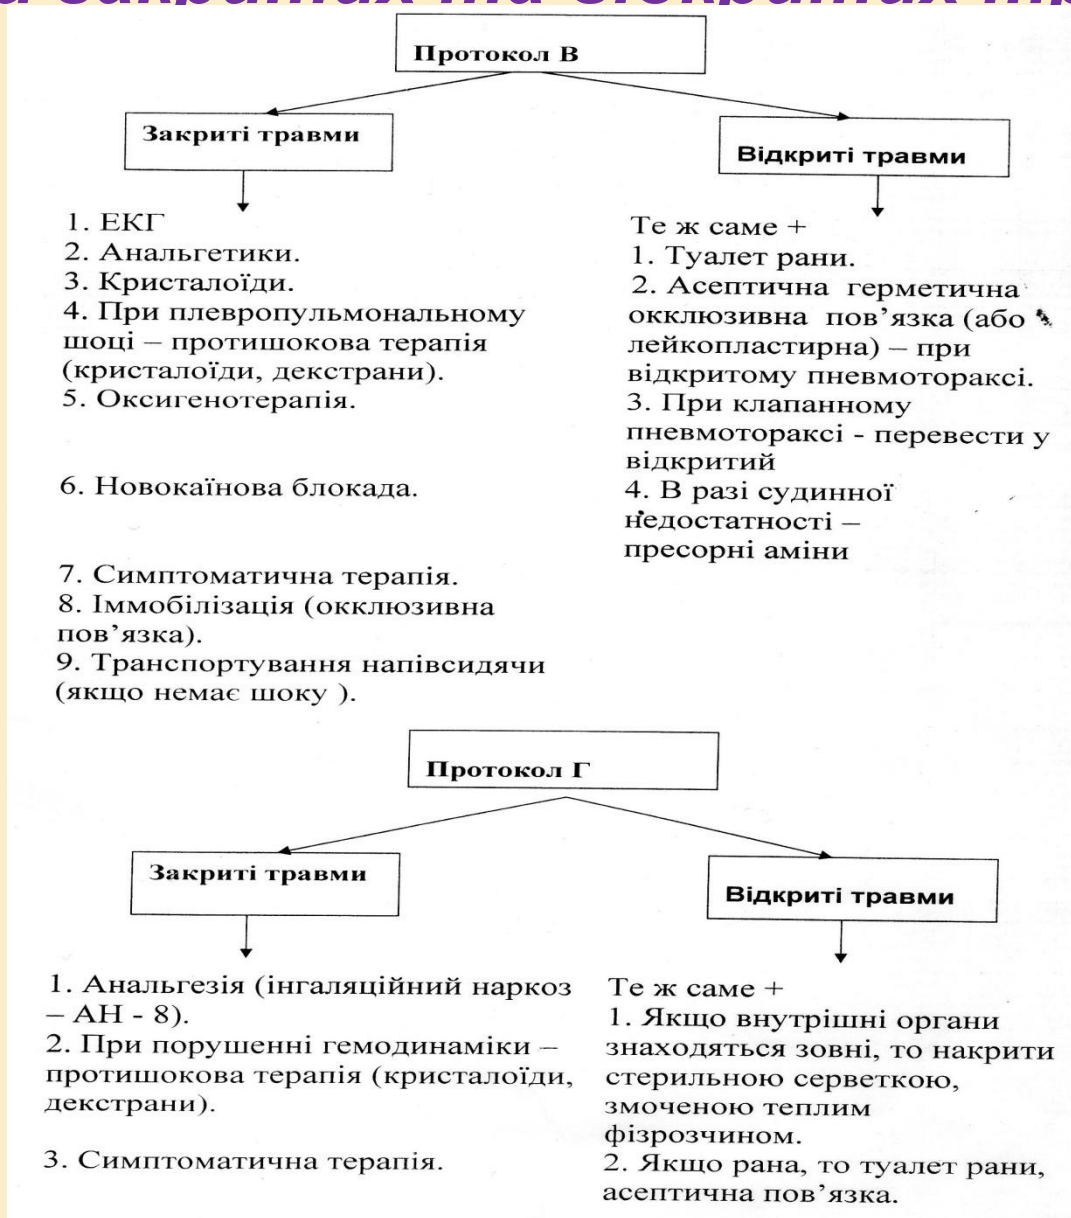 закритих та відкритих
Протокол В
Закриті травми
1. ЕКГ
2. Анальгетики.
3. Кристалоїди.
4. При плевропульмональному
шоці – протишокова терапія
(кристалоїди, декстрани).
5. Оксигенотерапія.
6. Новокаїнова блокада.
7. Симптоматична терапія.
8. Іммобілізація (окклюзивна
пов’язка).
9. Транспортування напівсидячи
(якщо немає шоку ).
Відкриті травми
Те ж саме +
1. Туалет рани.
2. Асептична герметична
окклюзивна пов’язка (або
лейкопластирна) – при
відкритому пневмотораксі.
3. При клапанному
пневмотораксі - перевести у
відкритий
4. В разі судинної
недостатності –
пресорні аміни
Протокол Г
Закриті травми
1. Анальгезія (інгаляційний наркоз
– АН - 8).
2. При порушенні гемодинаміки –
протишокова терапія (кристалоїди,
декстрани).
3. Симптоматична терапія.
Відкриті травми
Те ж саме +
1. Якщо внутрішні органи
знаходяться зовні, то накрити
стерильною серветкою,
змоченою теплим
фізрозчином.
2. Якщо рана, то туалет рани,
асептична пов’язка.